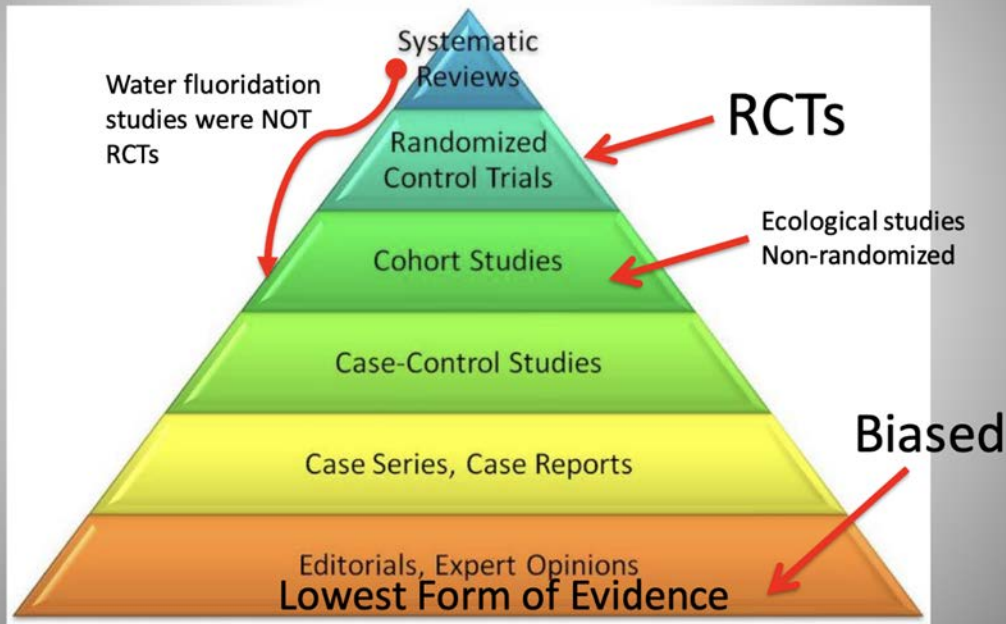 Systematic
Reviews
Water fluoridation
studies were NOT
RCTs
RCTs
Randomized
Control Trials
Ecological studies
Non-randomized
Cohort Studies
Case-Control Studies
Biased
Case Series, Case Reports
Editorials, Expert Opinions
Lowest Form of Evidence